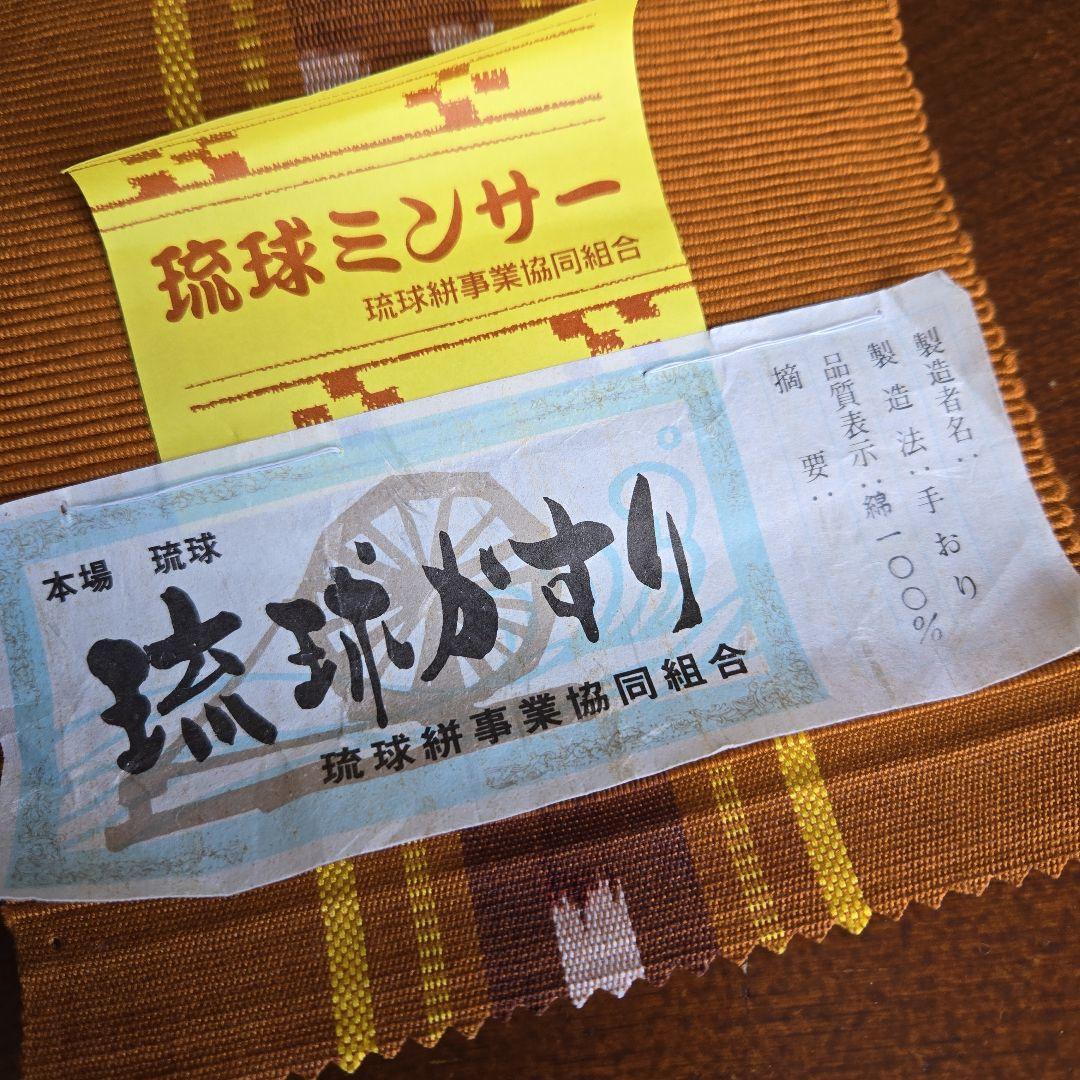 琉球ミンサー
琉球絣事業協同組合
本場 琉球
琉球かすり
琉球絣事業協同組合
製造者名:
製造法:手おり
品質表示:綿一〇〇%
摘要: